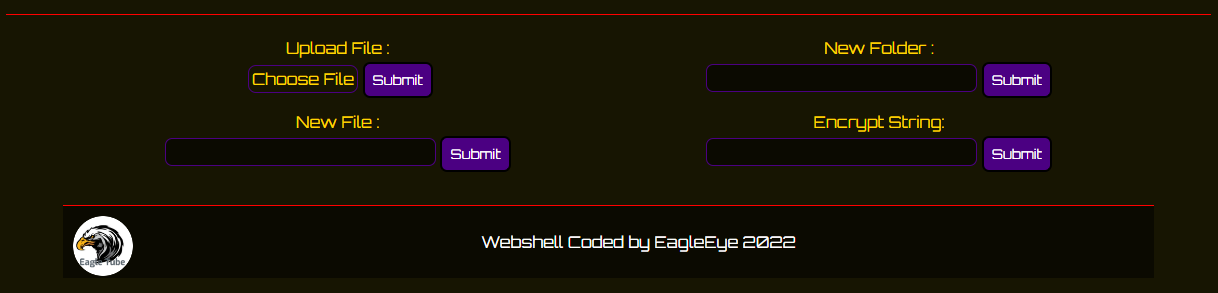 Upload File :
New Folder :
Choose File
Submit
Submit
New File :
Encrypt String:
Submit
Submit
Eagle Tube
Webshell Coded by EagleEye 2022